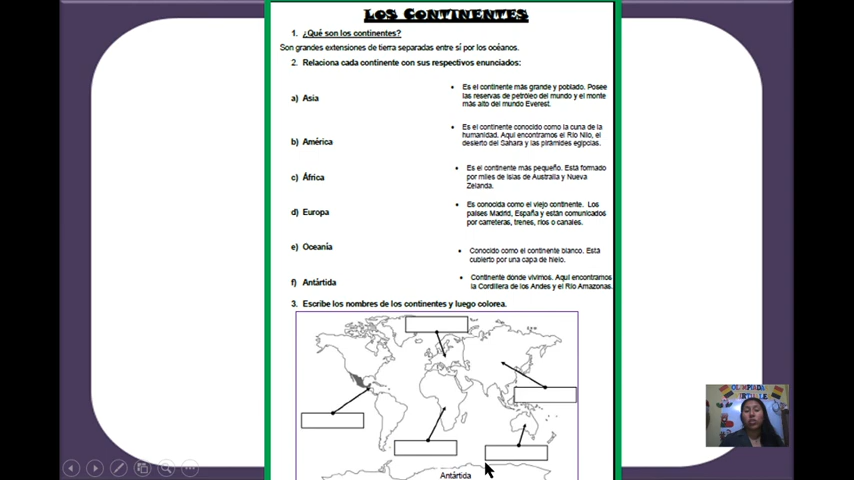 LOS CONTINENTES
1. ¿Qué son los continentes?
Son grandes extensiones de tierra separadas entre sí por los océanos.
2. Relaciona cada continente con sus respectivos enunciados:
a) Asia
• Es el continente más grande y poblado. Posee
las reservas de petróleo del mundo y el monte
más alto del mundo Everest.
b) América
• Es el continente conocido como la cuna de la
humanidad. Aquí encontramos el Río Nilo, el
desierto del Sahara y las pirámides egipcias.
c) África
• Es el continente más pequeño. Está formado
por miles de islas de Australia y Nueva
Zelanda.
d) Europa
• Es conocida como el viejo continente. Los
países Madrid, España y están comunicados
por carreteras, trenes, ríos o canales.
e) Oceanía
• Conocido como el continente blanco. Está
cubierto por una capa de hielo.
f) Antártida
• Continente donde vivimos. Aquí encontramos
la Cordillera de los Andes y el Río Amazonas.
3. Escribe los nombres de los continentes y luego colorea.
Antártida
OLIMPIADA